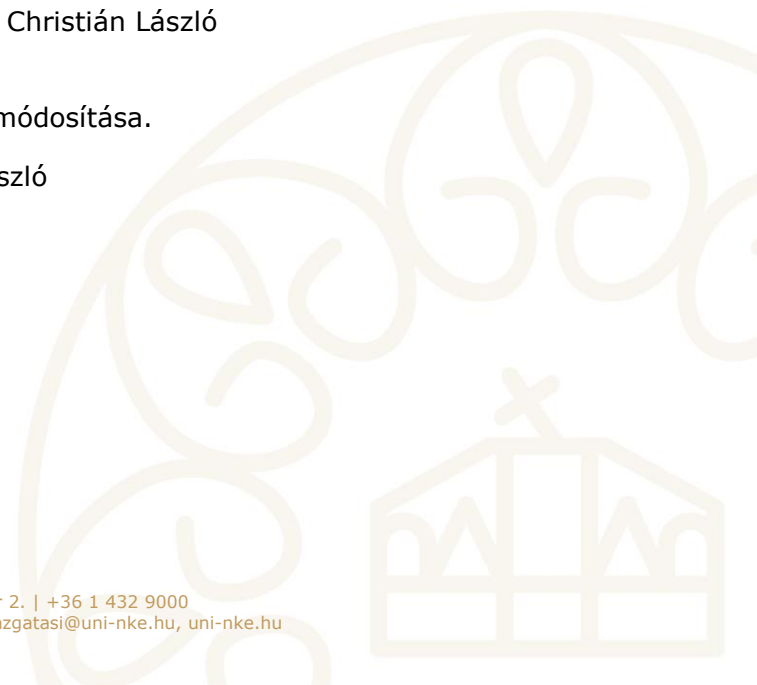 Christián László
módosítása.
szló
r 2. | +36 1 432 9000
azgatasi@uni-nke.hu, uni-nke.hu